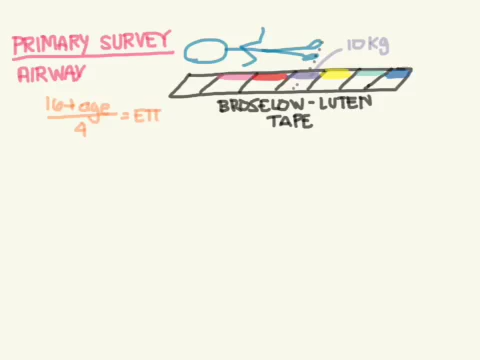 PRIMARY SURVEY
AIRWAY
16+age
4
= ETT
10kg
BROSELOW-LUTEN
TAPE